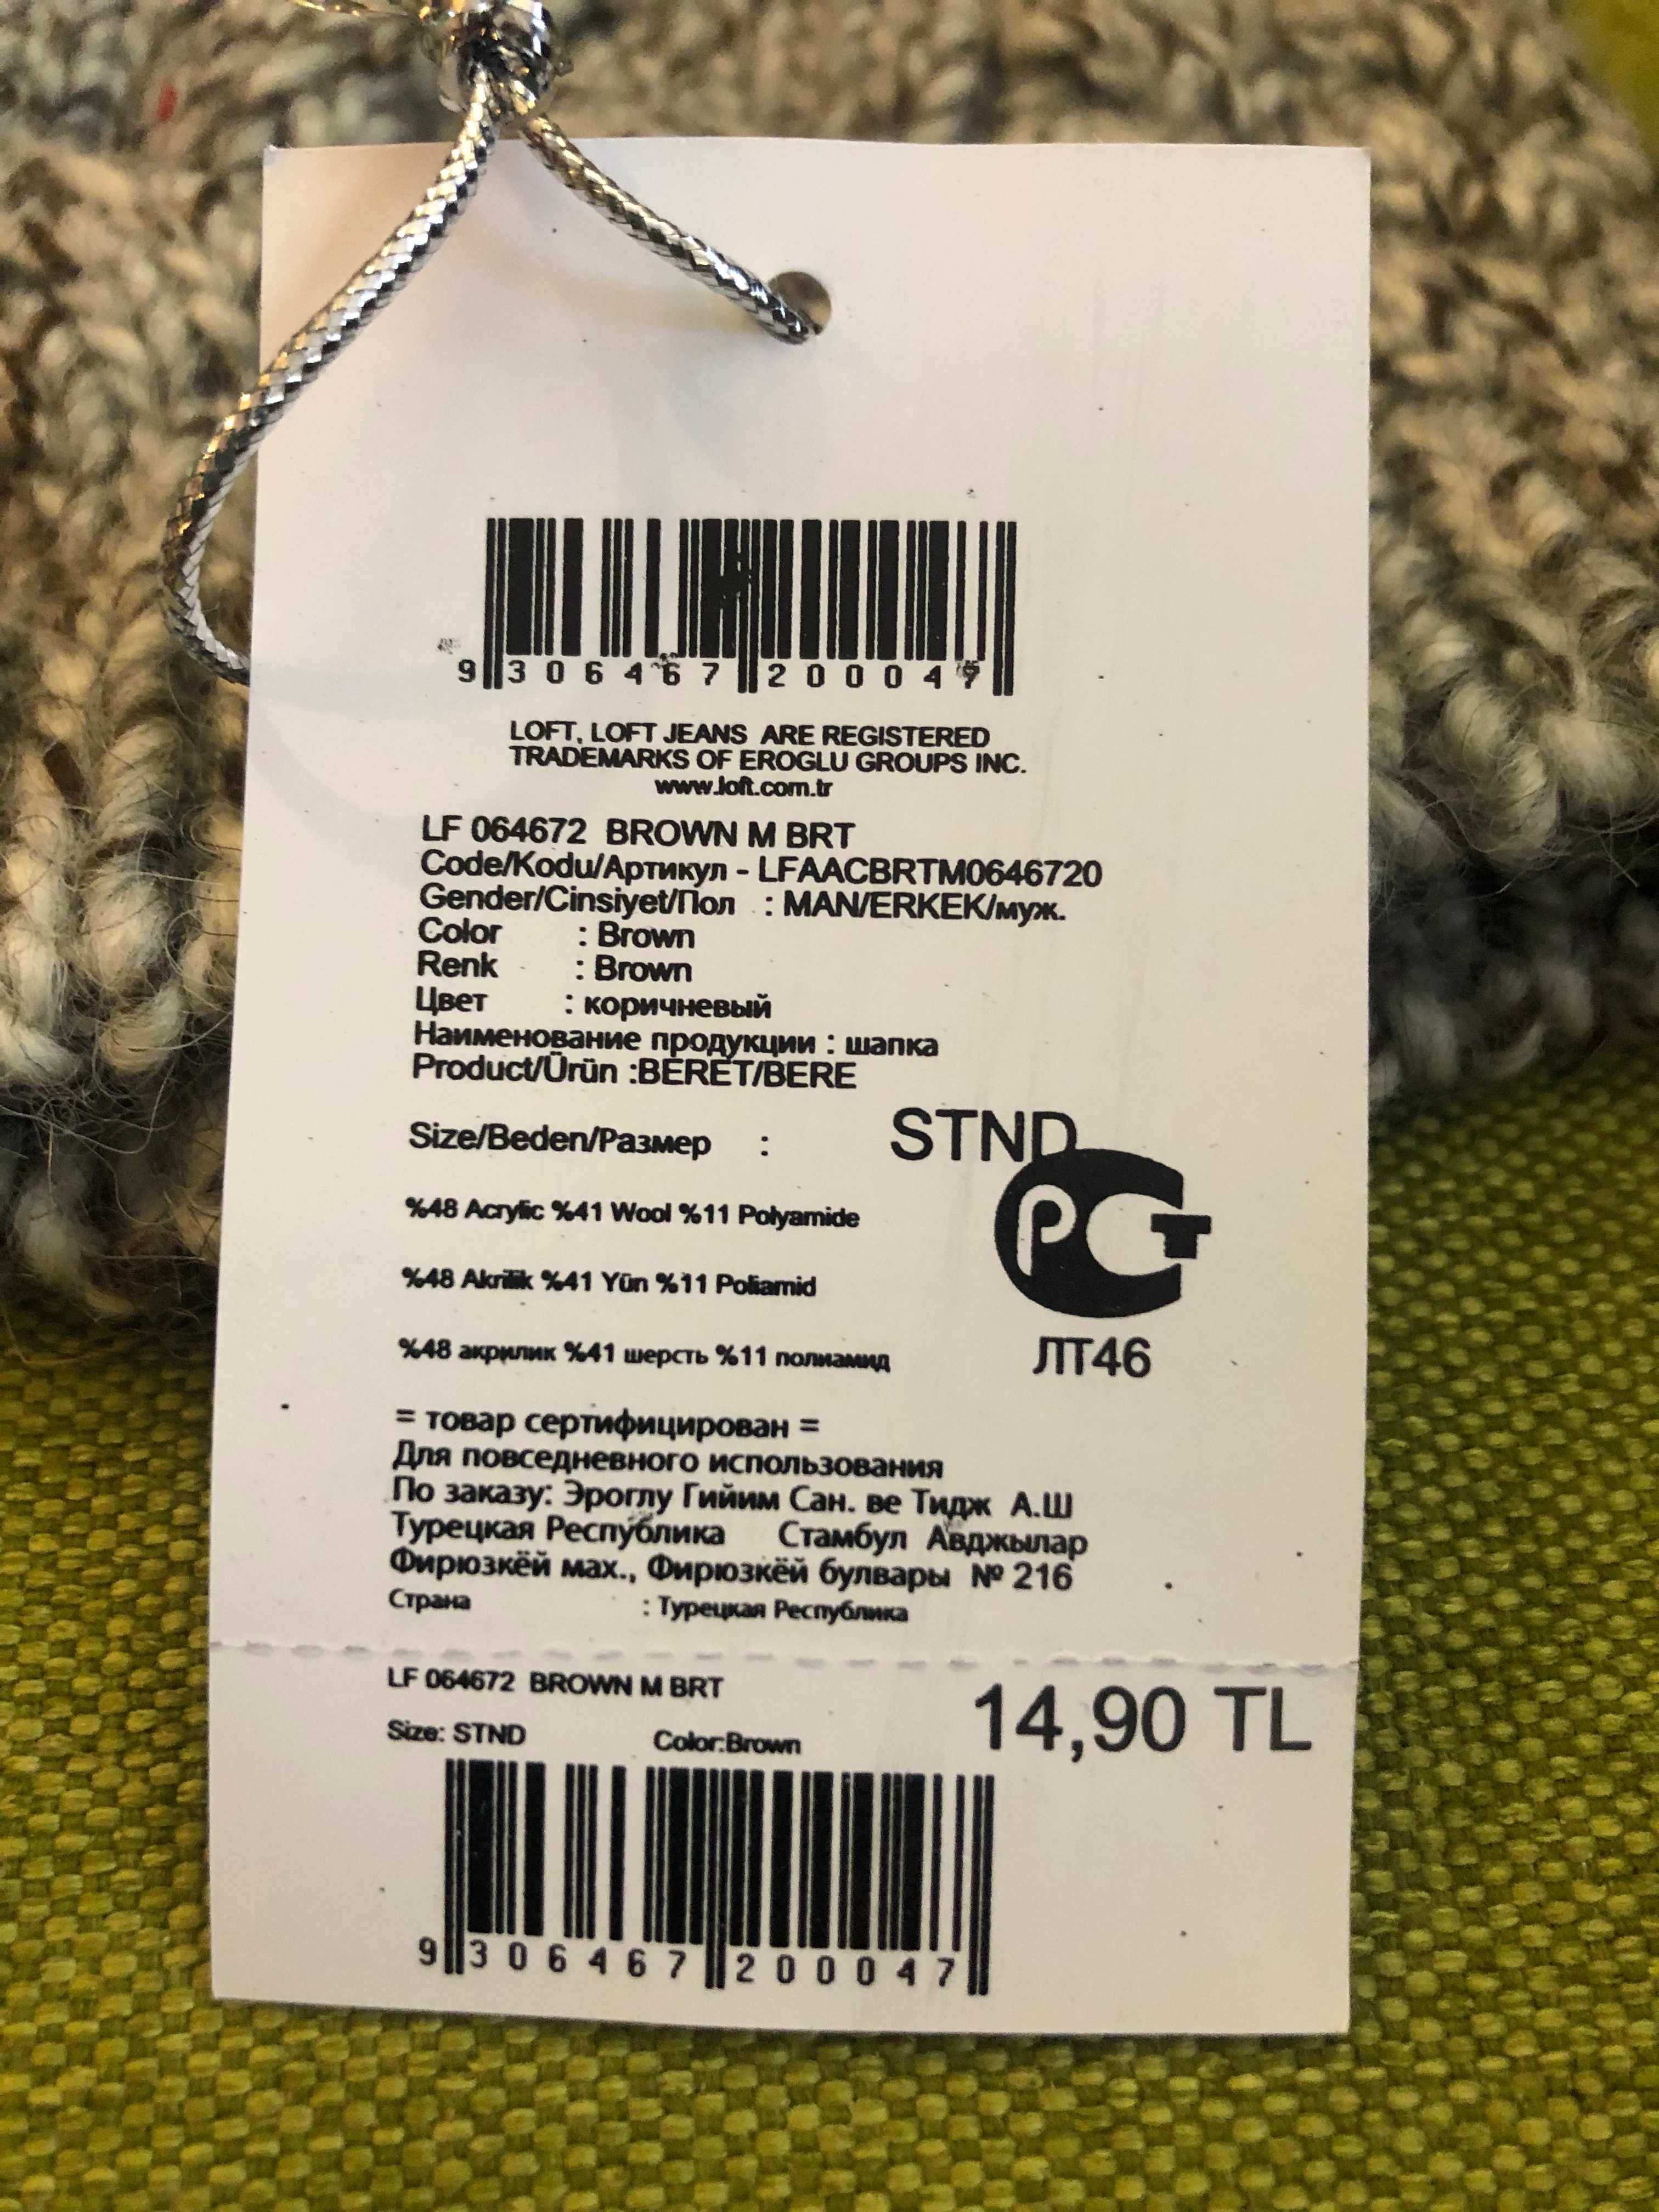 9 306467 200047
LOFT, LOFT JEANS ARE REGISTERED
TRADEMARKS OF EROGLU GROUPS INC.
www.loft.com.tr
LF 064672 BROWN M BRT
Code/Kodu/Артикул - LFAACBRTM0646720
Gender/Cinsiyet/Пол : MAN/ERKEK/муж.
Color : Brown
Renk : Brown
Цвет : коричневый
Наименование продукции : шапка
Product/Ürün :BERET/BERE
Size/Beden/Размер : STND
%48 Acrylic %41 Wool %11 Polyamide
РСТ
%48 Akrilik %41 Yün %11 Poliamid
%48 акрилик %41 шерсть %11 полиамид
ЛТ46
= товар сертифицирован =
Для повседневного использования
По заказу: Эроглу Гийим Сан. ве Тидж А.Ш
Турецкая Республика Стамбул Авджылар
Фирюзкёй мах., Фирюзкёй булвары № 216
Страна : Турецкая Республика
LF 064672 BROWN M BRT
14,90 TL
Size: STND Color:Brown
9 306467 200047